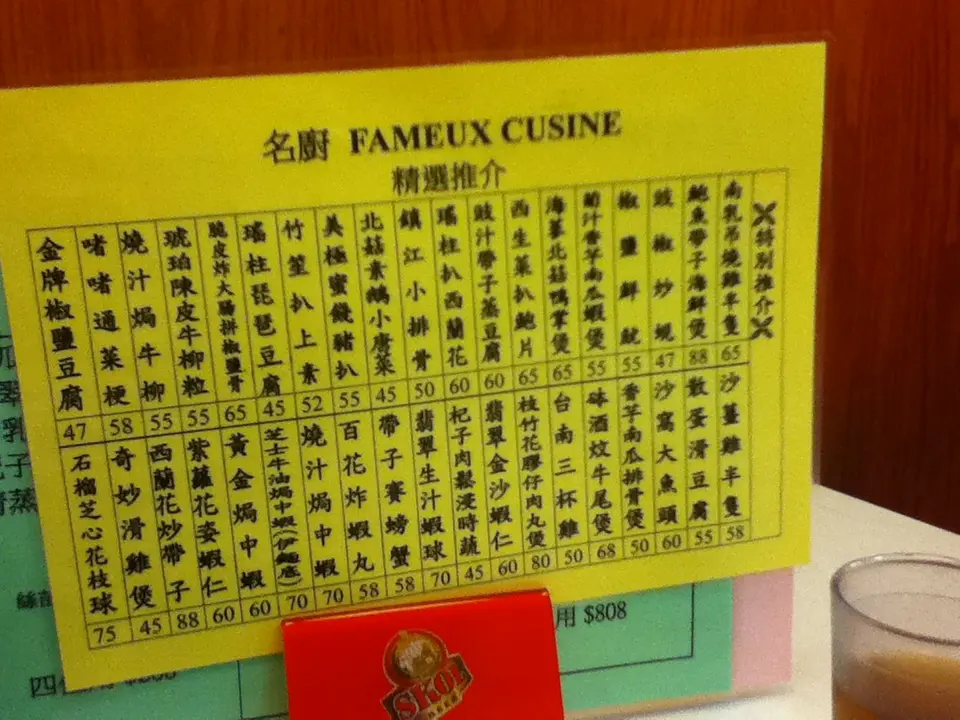 名廚 FAMEUX CUSINE
精選推介
✕特別推介✕
南乳吊燒雞半隻 65
鮑魚帶子海鮮煲 88
豉椒炒蜆 47
椒鹽鮮魷 55
葡汁香芋南瓜蝦煲 55
海蔘北菇鴨掌煲 65
西生菜扒鮑片 65
豉汁帶子蒸豆腐 60
瑤柱扒西蘭花 60
鎮江小排骨 50
北菇素鵝小唐菜 45
美極蜜餞豬扒 55
竹笙扒上素 52
瑤柱琵琶豆腐 45
脆皮炸大腸拼椒鹽骨 65
琥珀陳皮牛柳粒 55
燒汁焗牛柳 55
啫啫通菜梗 58
金牌椒鹽豆腐 47
沙薑雞半隻 58
散蛋滑豆腐 55
沙窩大魚頭 60
香芋南瓜排骨煲 50
砵酒炆牛尾煲 68
台南三杯雞 50
枝竹花膠仔肉丸煲 80
翡翠金沙蝦仁 60
杞子肉鬆浸時蔬 45
翡翠生汁蝦球 70
帶子賽螃蟹 58
百花炸蝦丸 58
燒汁焗中蝦 70
芝士牛油焗中蝦(伊麵底) 70
黃金焗中蝦 60
紫蘿花姿蝦仁 60
西蘭花炒帶子 88
奇妙滑雞煲 45
石榴芝心花枝球 75
用 $808
SKOL